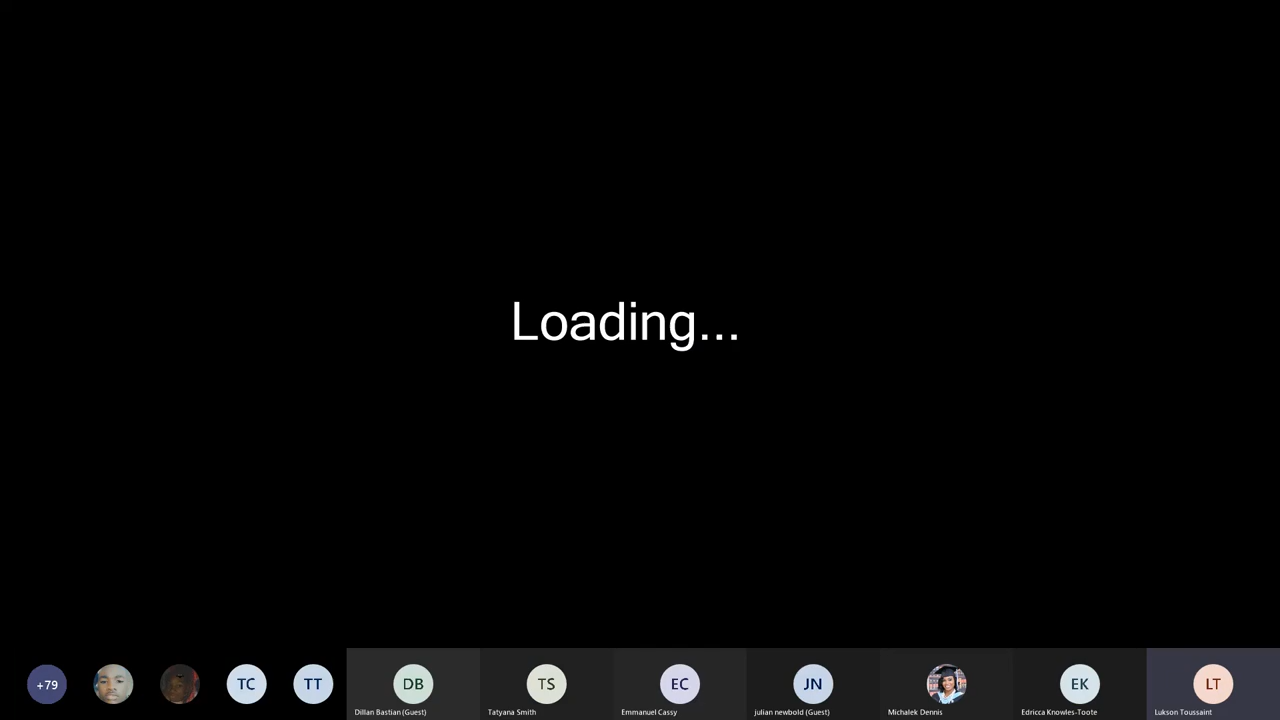 Loading...
+79
TC
TT
DB
TS
EC
JN
EK
LT
Dillan Bastian (Guest)
Tatyana Smith
Emmanuel Cassy
julian newbold (Guest)
Michalek Dennis
Edricca Knowles-Toote
Lukson Toussaint